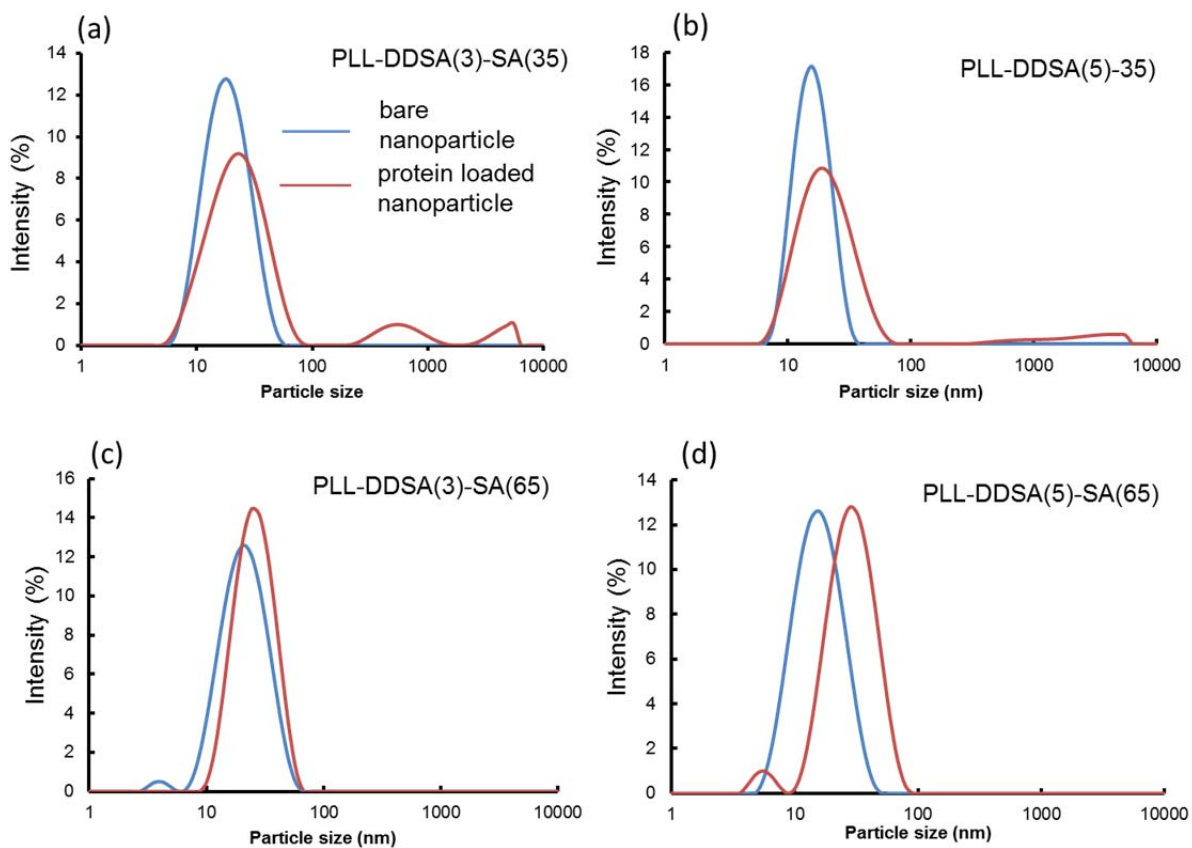 (a)
PLL-DDSA(3)-SA(35)
Intensity (%)
14
12
10
8
6
4
2
0
1
10
100
1000
10000
Particle size
bare
nanoparticle
protein loaded
nanoparticle
(b)
PLL-DDSA(5)-35)
Intensity (%)
18
16
14
12
10
8
6
4
2
0
1
10
100
1000
10000
Particlr size (nm)
(c)
PLL-DDSA(3)-SA(65)
Intensity (%)
16
14
12
10
8
6
4
2
0
1
10
100
1000
10000
Particle size (nm)
(d)
PLL-DDSA(5)-SA(65)
Intensity (%)
14
12
10
8
6
4
2
0
1
10
100
1000
10000
Particle size (nm)